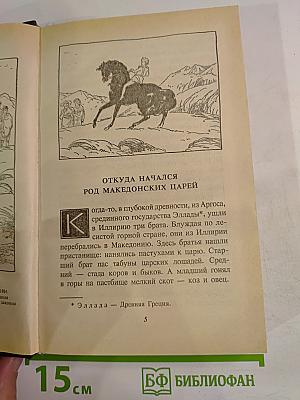 ОТКУДА НАЧАЛСЯ
РОД МАКЕДОНСКИХ ЦАРЕЙ
Когда-то, в глубокой древности, из Аргоса,
срединного государства Эллады*, ушли
в Иллирию три брата. Блуждая по ле-
систой горной стране, они из Иллирии
перебрались в Македонию. Здесь братья нашли
пристанище: нанялись пастухами к царю. Стар-
ший брат пас табуны царских лошадей. Сред-
ний — стада коров и быков. А младший гонял
в горы на пастбище мелкий скот — коз и овец.
* Эллада — Древняя Греция.
5
15 см
БФ БИБЛИОФАН